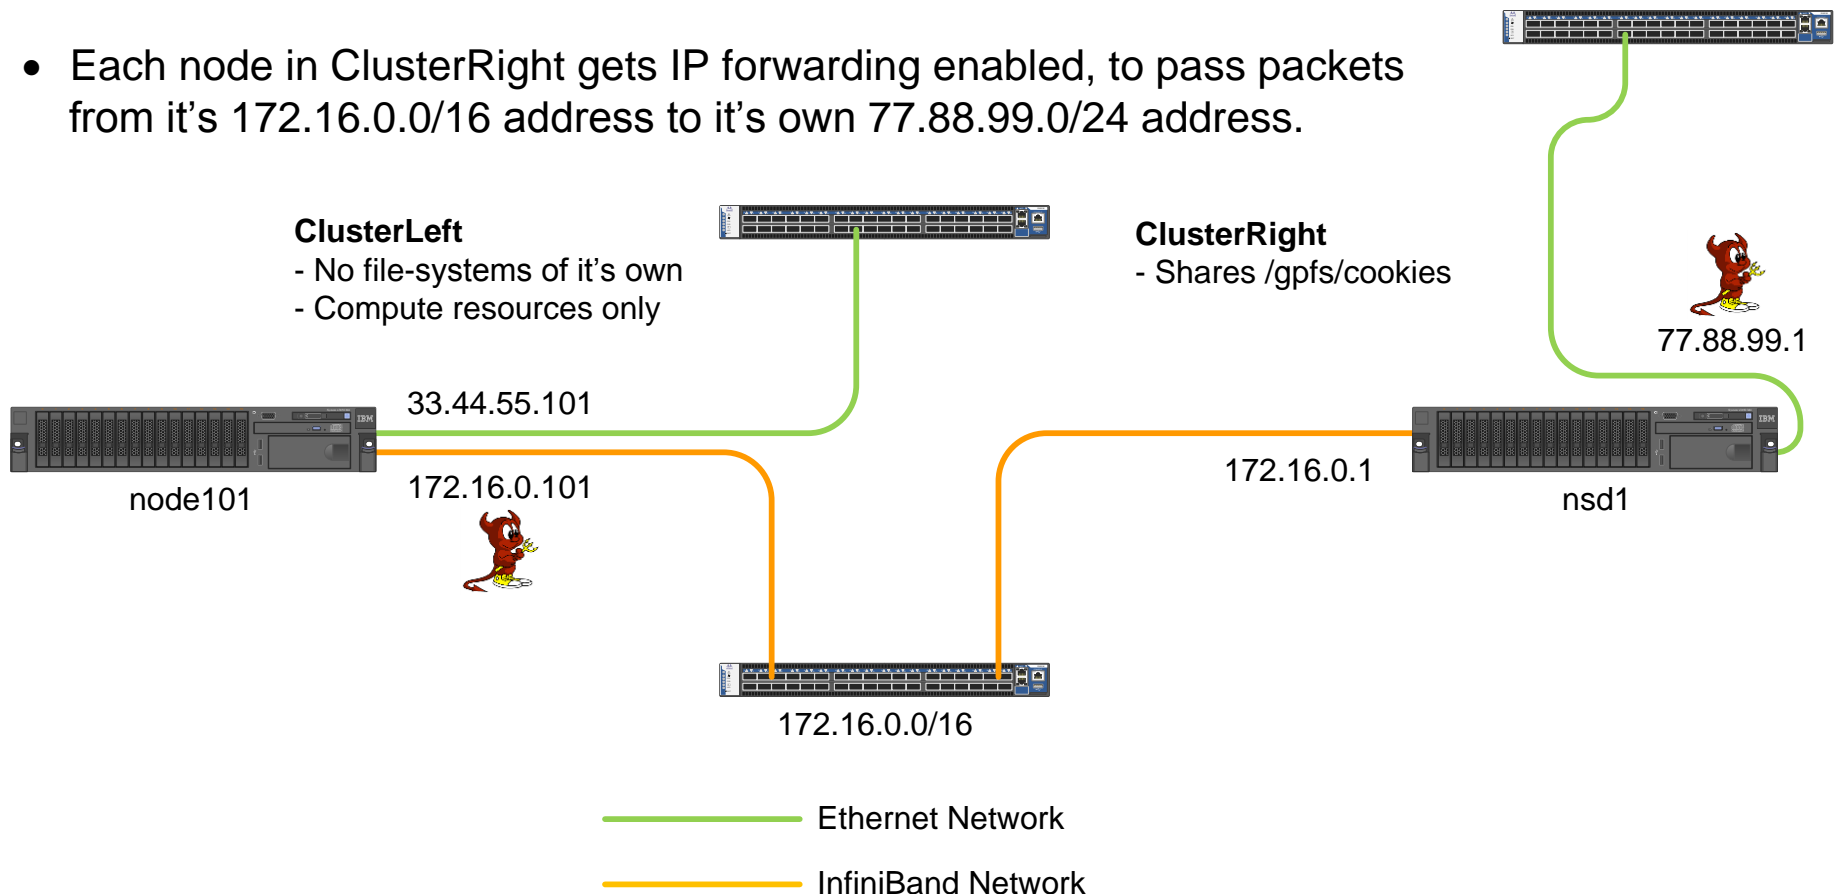 • Each node in ClusterRight gets IP forwarding enabled, to pass packets
from it's 172.16.0.0/16 address to it's own 77.88.99.0/24 address.
ClusterLeft
- No file-systems of it's own
- Compute resources only
ClusterRight
- Shares /gpfs/cookies
77.88.99.1
33.44.55.101
IBM
IBM
172.16.0.101
172.16.0.1
node101
nsd1
172.16.0.0/16
Ethernet Network
InfiniBand Network